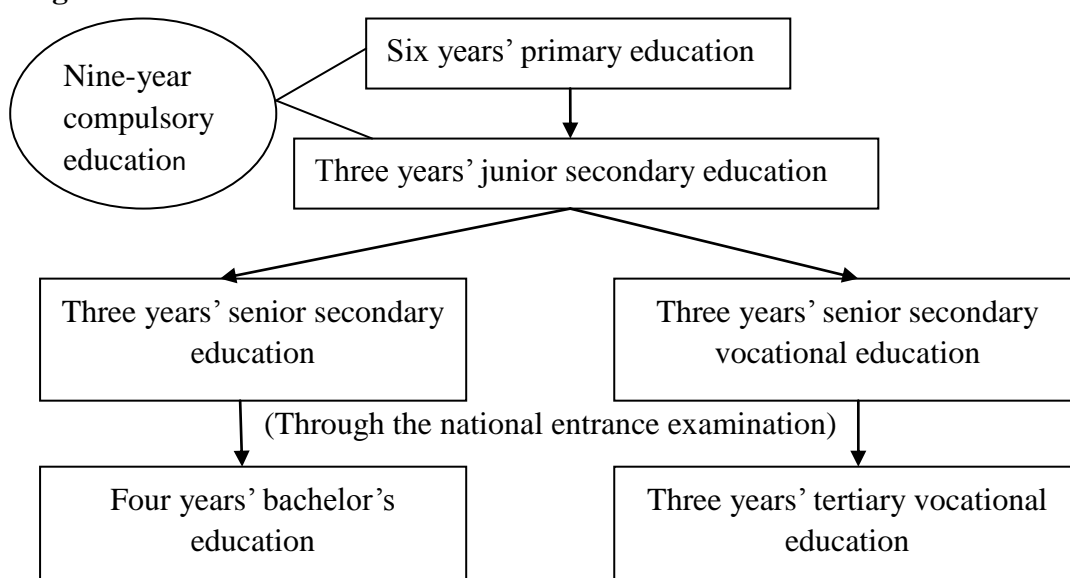 Six years’ primary education
Nine-year
compulsory
education
Three years’ junior secondary education
Three years’ senior secondary
education
Three years’ senior secondary
vocational education
(Through the national entrance examination)
Four years’ bachelor’s
education
Three years’ tertiary vocational
education